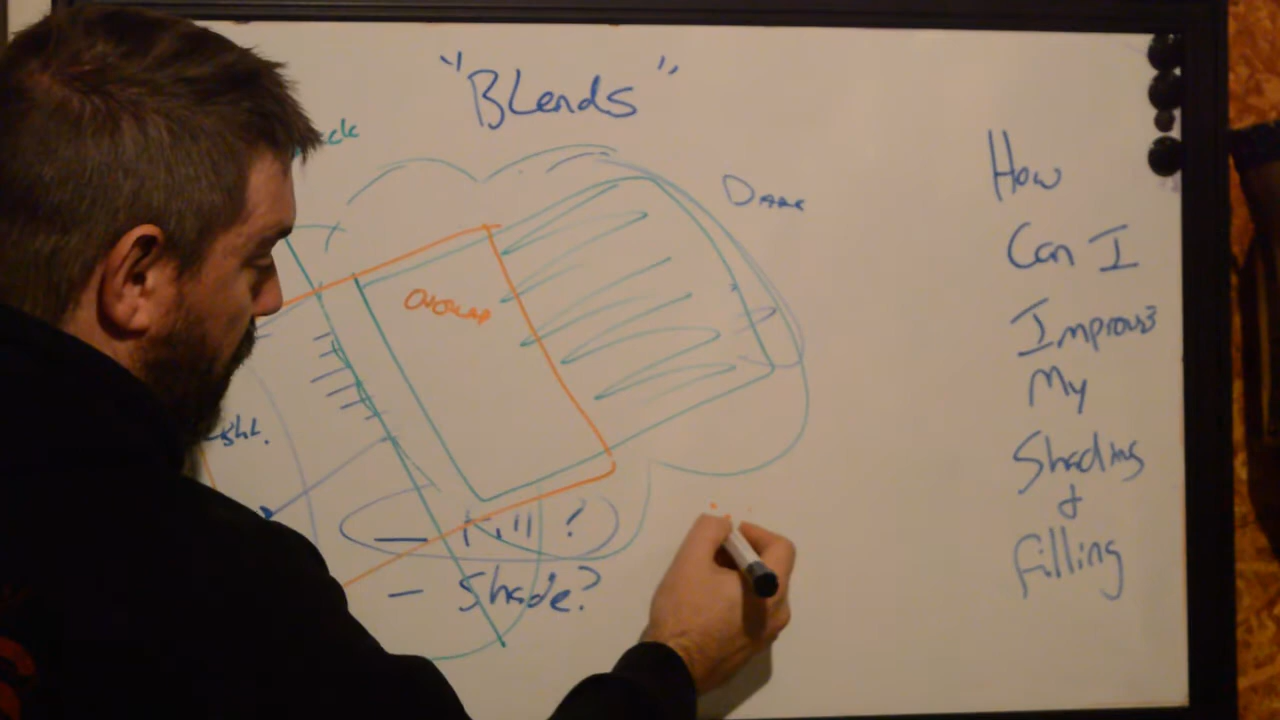 "Blends"
Dark
Overlap
- Fill?
- Shade?
How
Can I
Improve
My
Shading
&
Filling